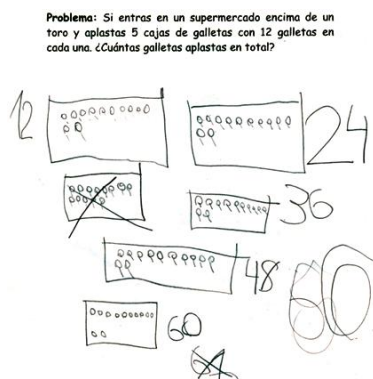 Problema: Si entras en un supermercado encima de un
toro y aplastas 5 cajas de galletas con 12 galletas en
cada una. ¿Cuántas galletas aplastas en total?
12
24
36
48
60
60